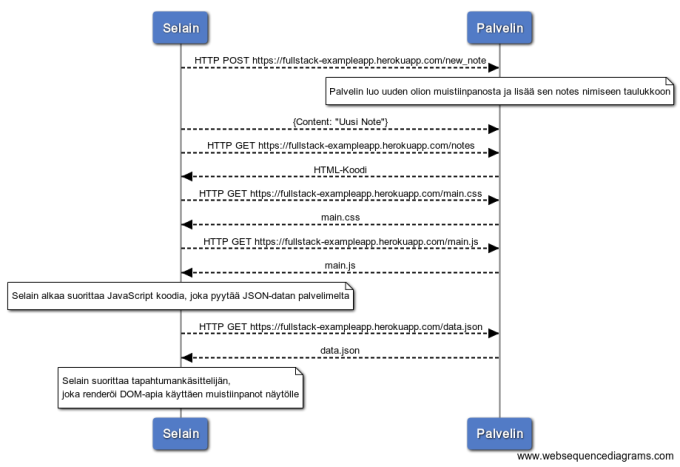 Selain
Palvelin
HTTP POST https://fullstack-exampleapp.herokuapp.com/new_note
Palvelin luo uuden olion muistiinpanosta ja lisää sen notes nimiseen taulukkoon
{Content: "Uusi Note"}
HTTP GET https://fullstack-exampleapp.herokuapp.com/notes
HTML-Koodi
HTTP GET https://fullstack-exampleapp.herokuapp.com/main.css
main.css
HTTP GET https://fullstack-exampleapp.herokuapp.com/main.js
main.js
Selain alkaa suorittaa JavaScript koodia, joka pyytää JSON-datan palvelimelta
HTTP GET https://fullstack-exampleapp.herokuapp.com/data.json
data.json
Selain suorittaa tapahtumankäsittelijän,
joka renderöi DOM-apia käyttäen muistiinpanot näytölle
Selain
Palvelin
www.websequencediagrams.com